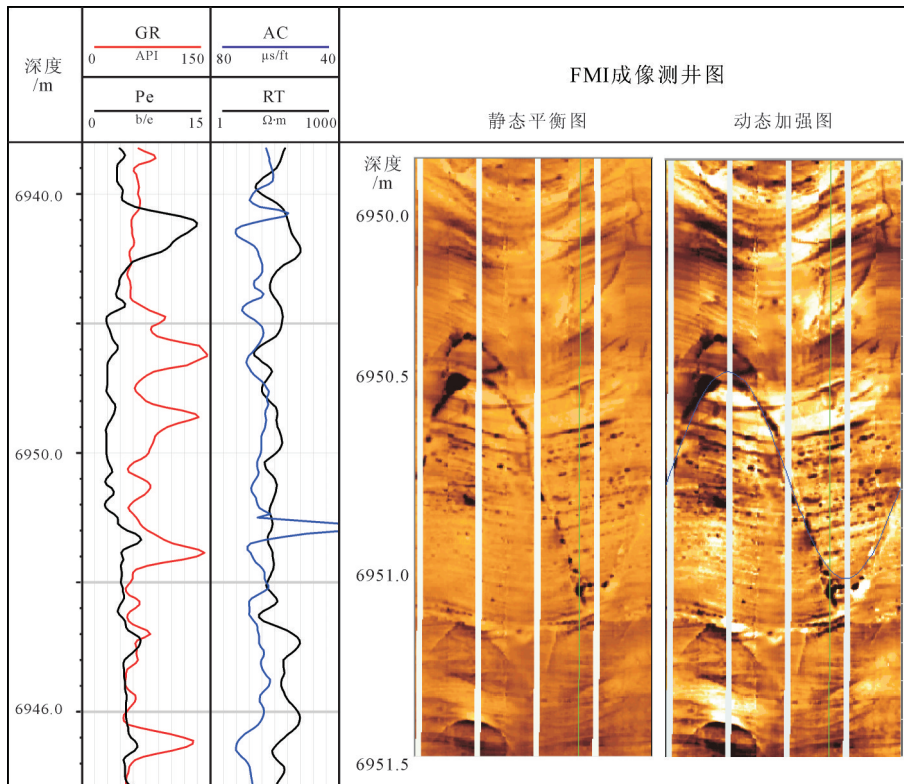 深度
/m
GR
0 API 150
Pe
0 b/e 15
AC
80 μs/ft 40
RT
1 Ω·m 1000
FMI成像测井图
静态平衡图 动态加强图
深度
/m
6940.0
6950.0
6946.0
6950.0
6950.5
6951.0
6951.5